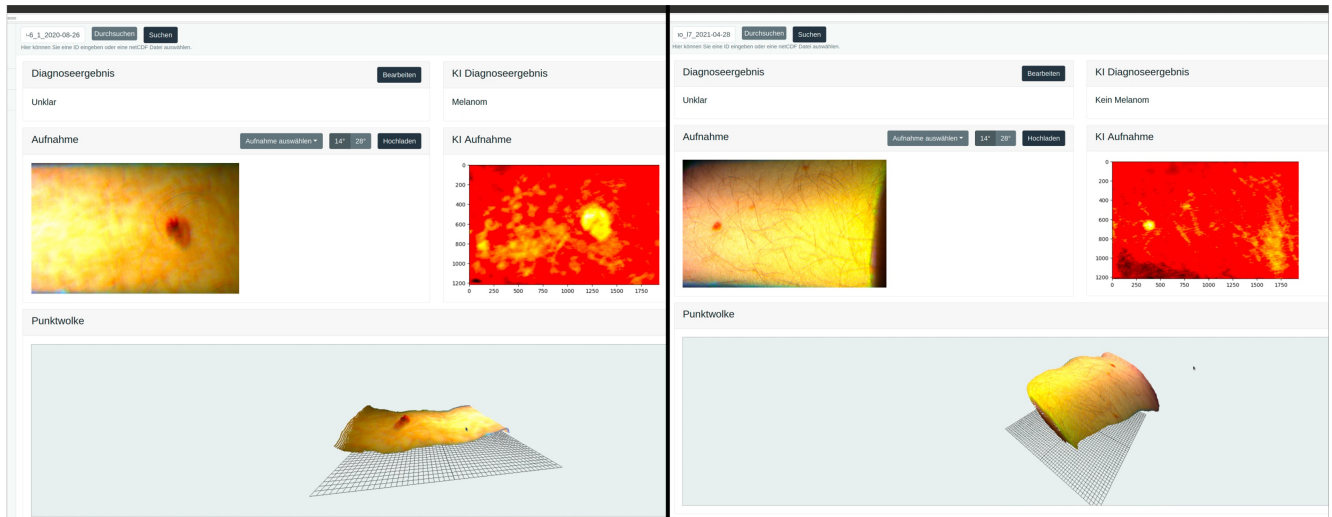 -6_1_2020-08-26 Durchsuchen Suchen
Hier können Sie eine ID eingeben oder eine netCDF Datei auswählen.
Diagnoseergebnis Bearbeiten KI Diagnoseergebnis
Unklar Melanom
Aufnahme Aufnahme auswählen 14° 28° Hochladen KI Aufnahme
0
200
400
600
800
1000
1200
0 250 500 750 1000 1250 1500 1750
Punktwolke
o_l7_2021-04-28 Durchsuchen Suchen
Hier können Sie eine ID eingeben oder eine netCDF Datei auswählen.
Diagnoseergebnis Bearbeiten KI Diagnoseergebnis
Unklar Kein Melanom
Aufnahme Aufnahme auswählen 14° 28° Hochladen KI Aufnahme
0
200
400
600
800
1000
1200
0 250 500 750 1000 1250 1500 1750
Punktwolke